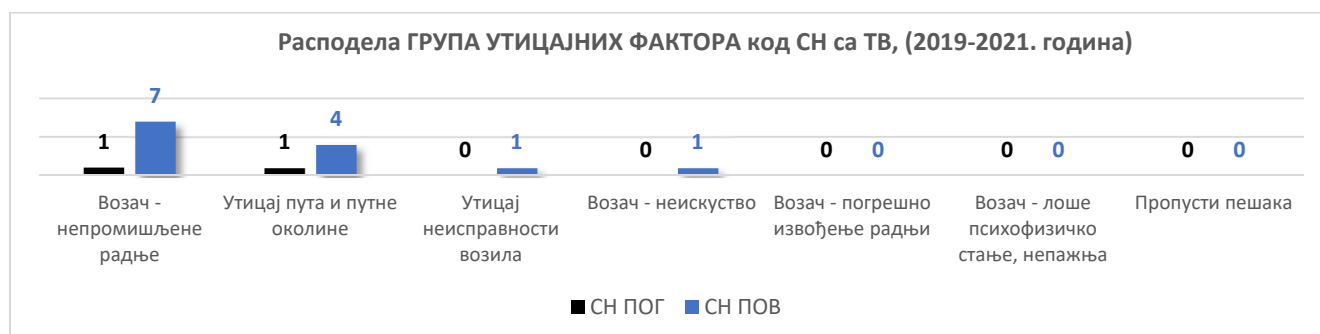 Расподела ГРУПА УТИЦАЈНИХ ФАКТОРА код СН са ТВ, (2019-2021. година)
1 7 1 4 0 1 0 1 0 0 0 0 0 0
Возач - непромишљене радње
Утицај пута и путне околине
Утицај неисправности возила
Возач - неискуство
Возач - погрешно извођење радњи
Возач - лоше психофизичко стање, непажња
Пропусти пешака
СН ПОГ СН ПОВ